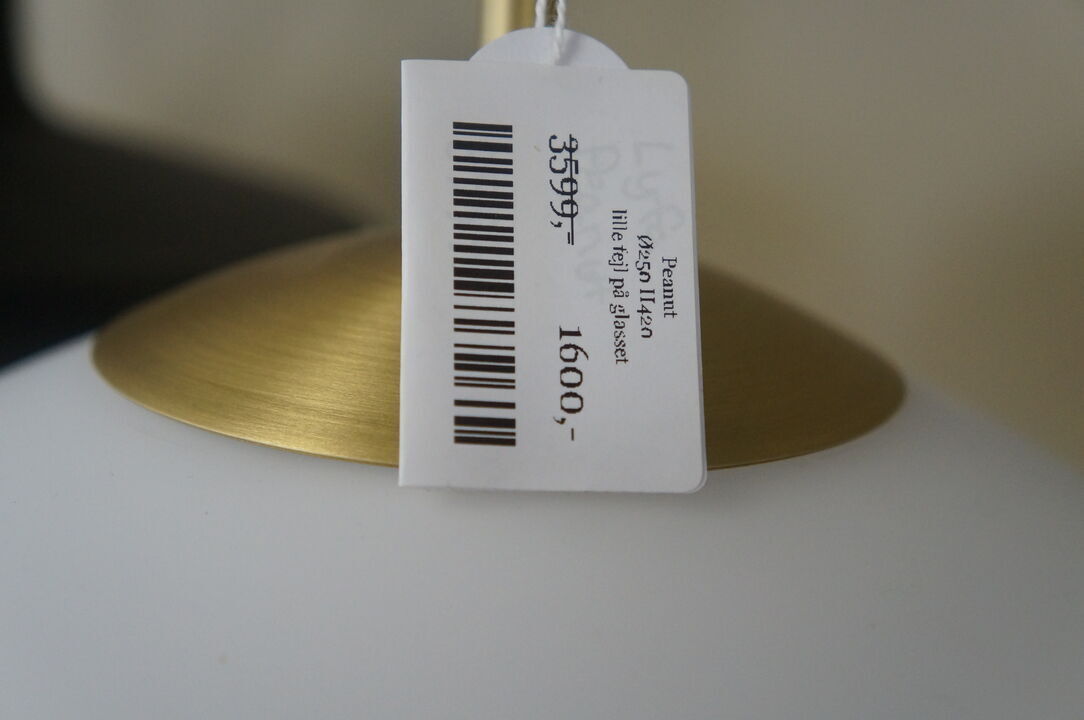 Peanut
Ø250 H420
lille fejl på glasset
3599,-
1600,-